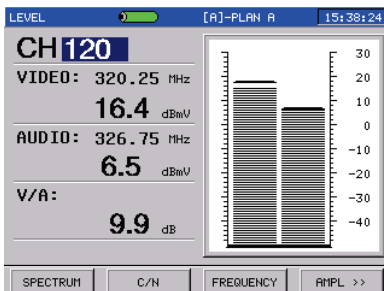 LEVEL [A]-PLAN A 15:38:24
CH 120
VIDEO: 320.25 MHz
16.4 dBmV
AUDIO: 326.75 MHz
6.5 dBmV
V/A:
9.9 dB
30
20
10
0
-10
-20
-30
-40
SPECTRUM C/N FREQUENCY AMPL >>